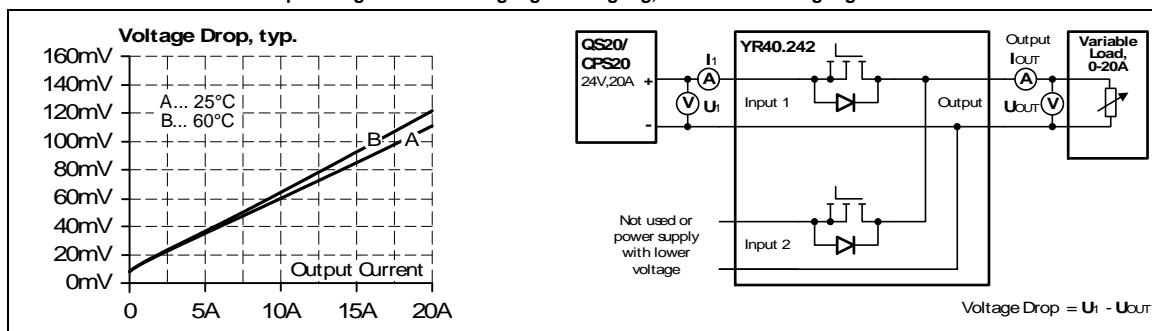 Voltage Drop, typ.
160mV
140mV
120mV
100mV
80mV
60mV
40mV
20mV
0mV
A... 25°C
B... 60°C
B
A
Output Current
0
5A
10A
15A
20A
QS20/
CPS20
24V,20A
+
-
I1
A
V
U1
YR40.242
Input 1
Output
Input 2
Not used or
power supply
with lower
voltage
Output
IOUT
A
UOUT
V
Variable
Load,
0-20A
Voltage Drop = U1 - UOUT